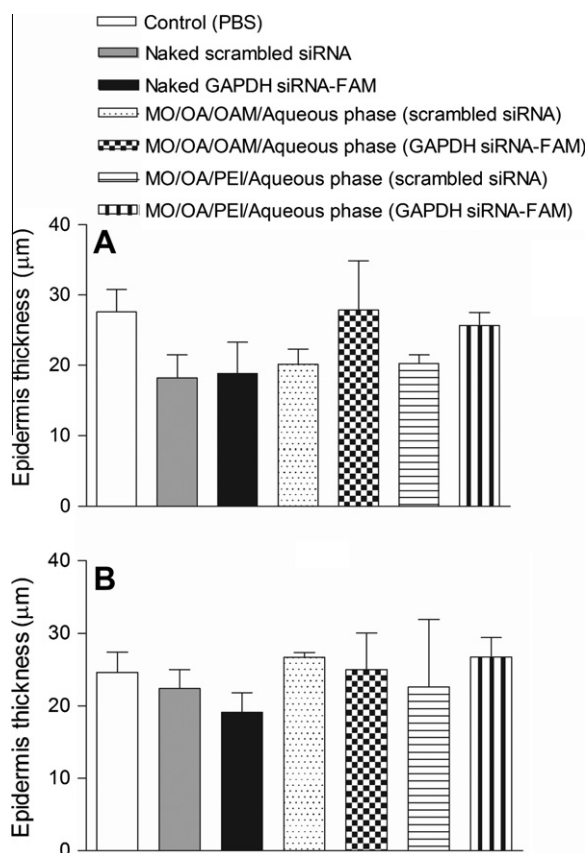 Control (PBS)
Naked scrambled siRNA
Naked GAPDH siRNA-FAM
MO/OA/OAM/Aqueous phase (scrambled siRNA)
MO/OA/OAM/Aqueous phase (GAPDH siRNA-FAM)
MO/OA/PEI/Aqueous phase (scrambled siRNA)
MO/OA/PEI/Aqueous phase (GAPDH siRNA-FAM)
A
Epidermis thickness (μm)
40
30
20
10
0
B
Epidermis thickness (μm)
40
30
20
10
0